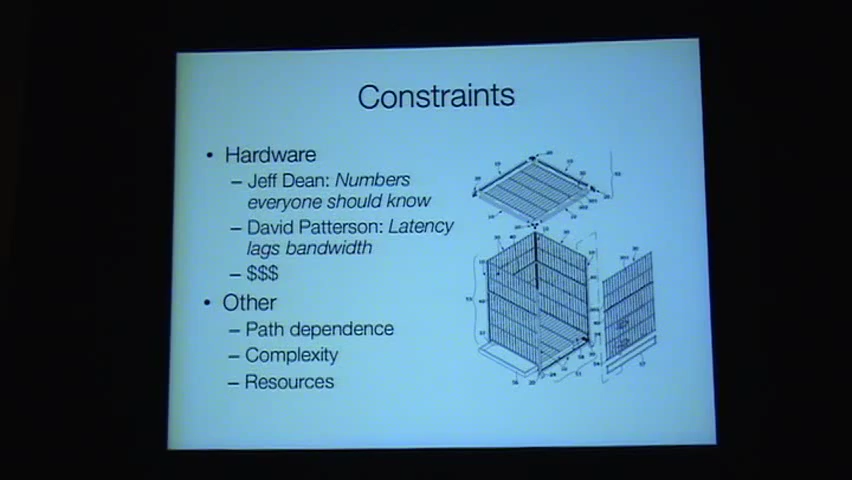 Constraints
• Hardware
– Jeff Dean: Numbers
everyone should know
– David Patterson: Latency
lags bandwidth
– $$$
• Other
– Path dependence
– Complexity
– Resources